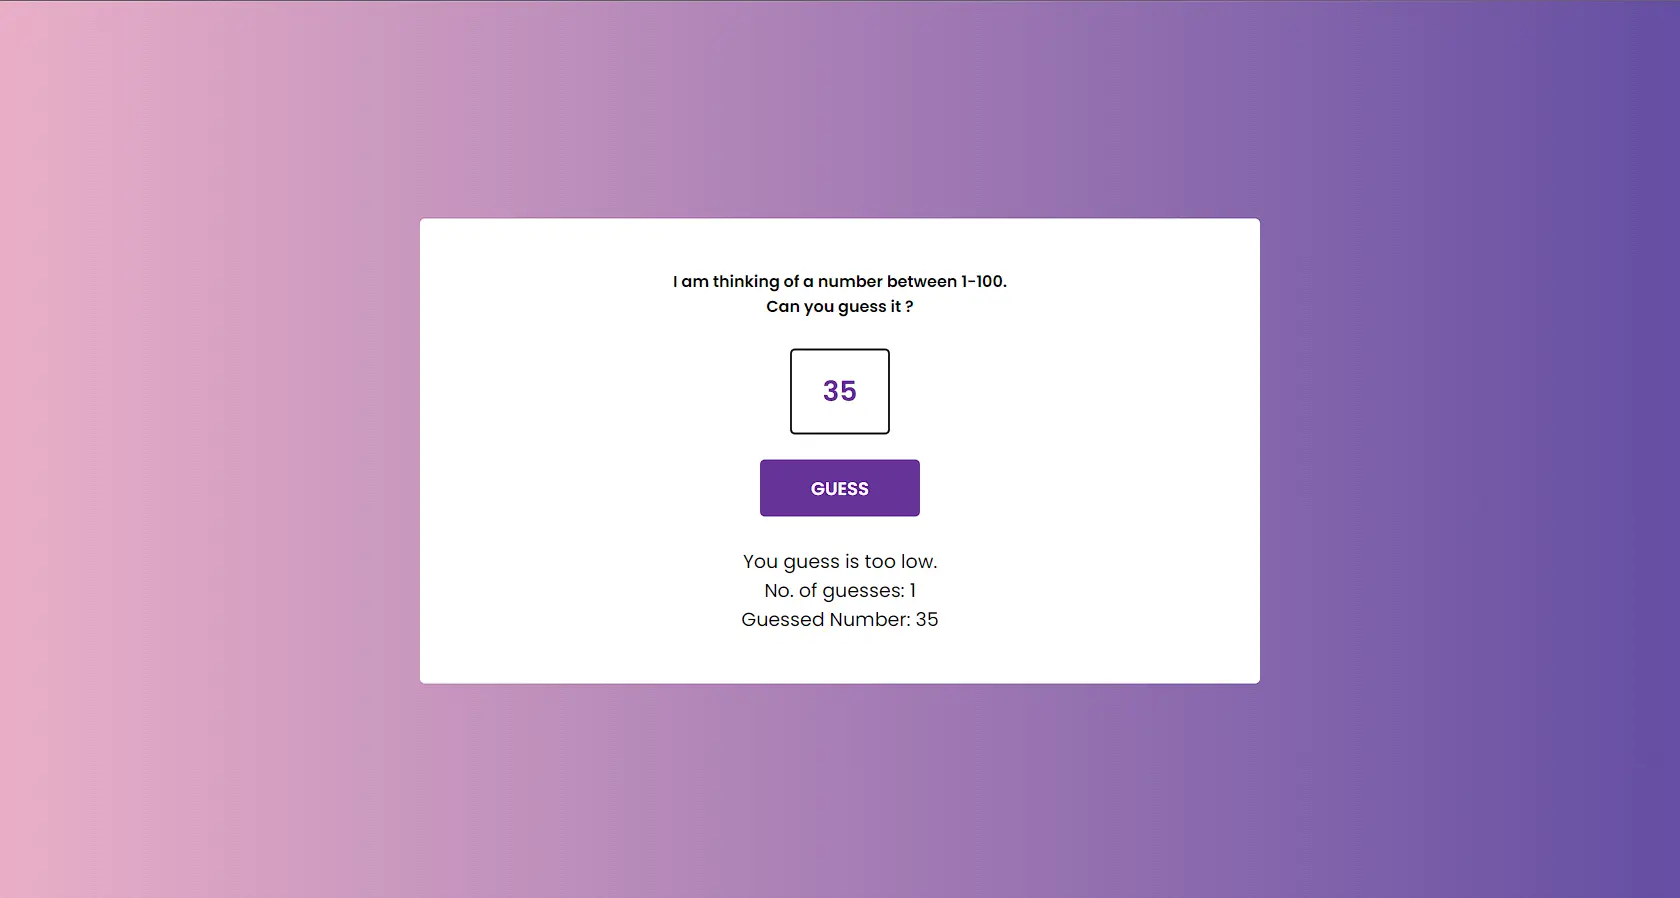 I am thinking of a number between 1-100.
Can you guess it ?
35
GUESS
You guess is too low.
No. of guesses: 1
Guessed Number: 35